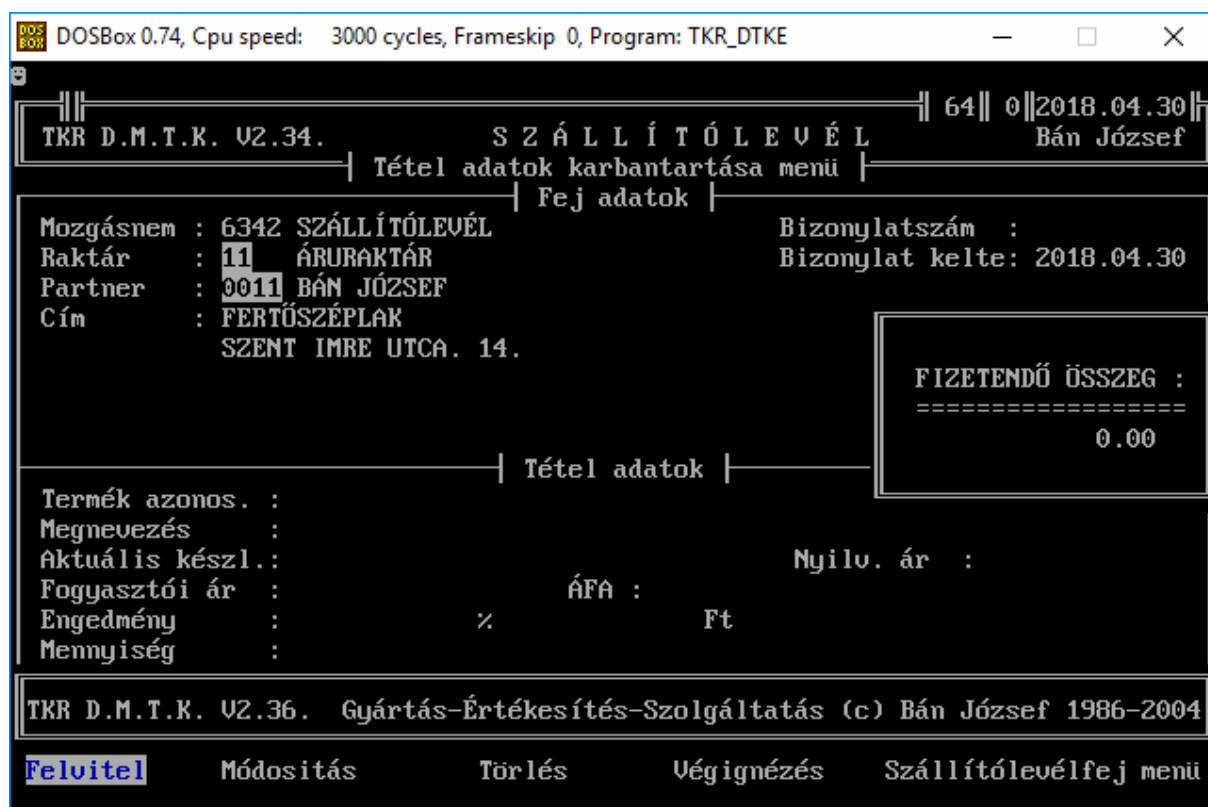 DOSBox 0.74, Cpu speed: 3000 cycles, Frameskip 0, Program: TKR_DTKE
64 0 2018.04.30
TKR D.M.T.K. V2.34. S Z Á L L Í T Ó L E V É L Bán József
Tétel adatok karbantartása menü
Fej adatok
Mozgásnem : 6342 SZÁLLÍTÓLEVÉL Bizonylatszám :
Raktár : 11 ÁRURAKTÁR Bizonylat kelte: 2018.04.30
Partner : 0011 BÁN JÓZSEF
Cím : FERTŐSZÉPLAK
SZENT IMRE UTCA. 14.
FIZETENDŐ ÖSSZEG :
==================
0.00
Tétel adatok
Termék azonos. :
Megnevezés :
Aktuális készl.: Nyilv. ár :
Fogyasztói ár : ÁFA :
Engedmény : % Ft
Mennyiség :
TKR D.M.T.K. V2.36. Gyártás-Értékesítés-Szolgáltatás (c) Bán József 1986-2004
Felvitel Módositás Törlés Végignézés Szállítólevélfej menü